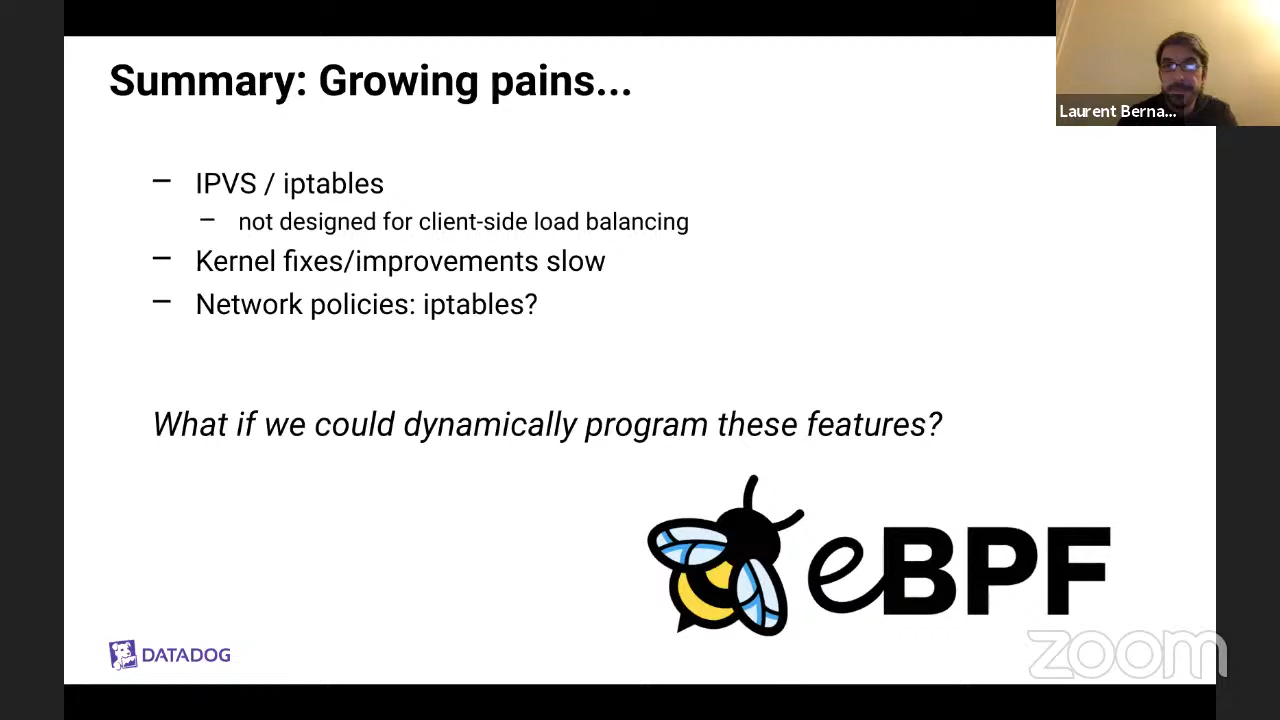 Summary: Growing pains...
Laurent Berna...
– IPVS / iptables
– not designed for client-side load balancing
– Kernel fixes/improvements slow
– Network policies: iptables?
What if we could dynamically program these features?
eBPF
DATADOG
zoom